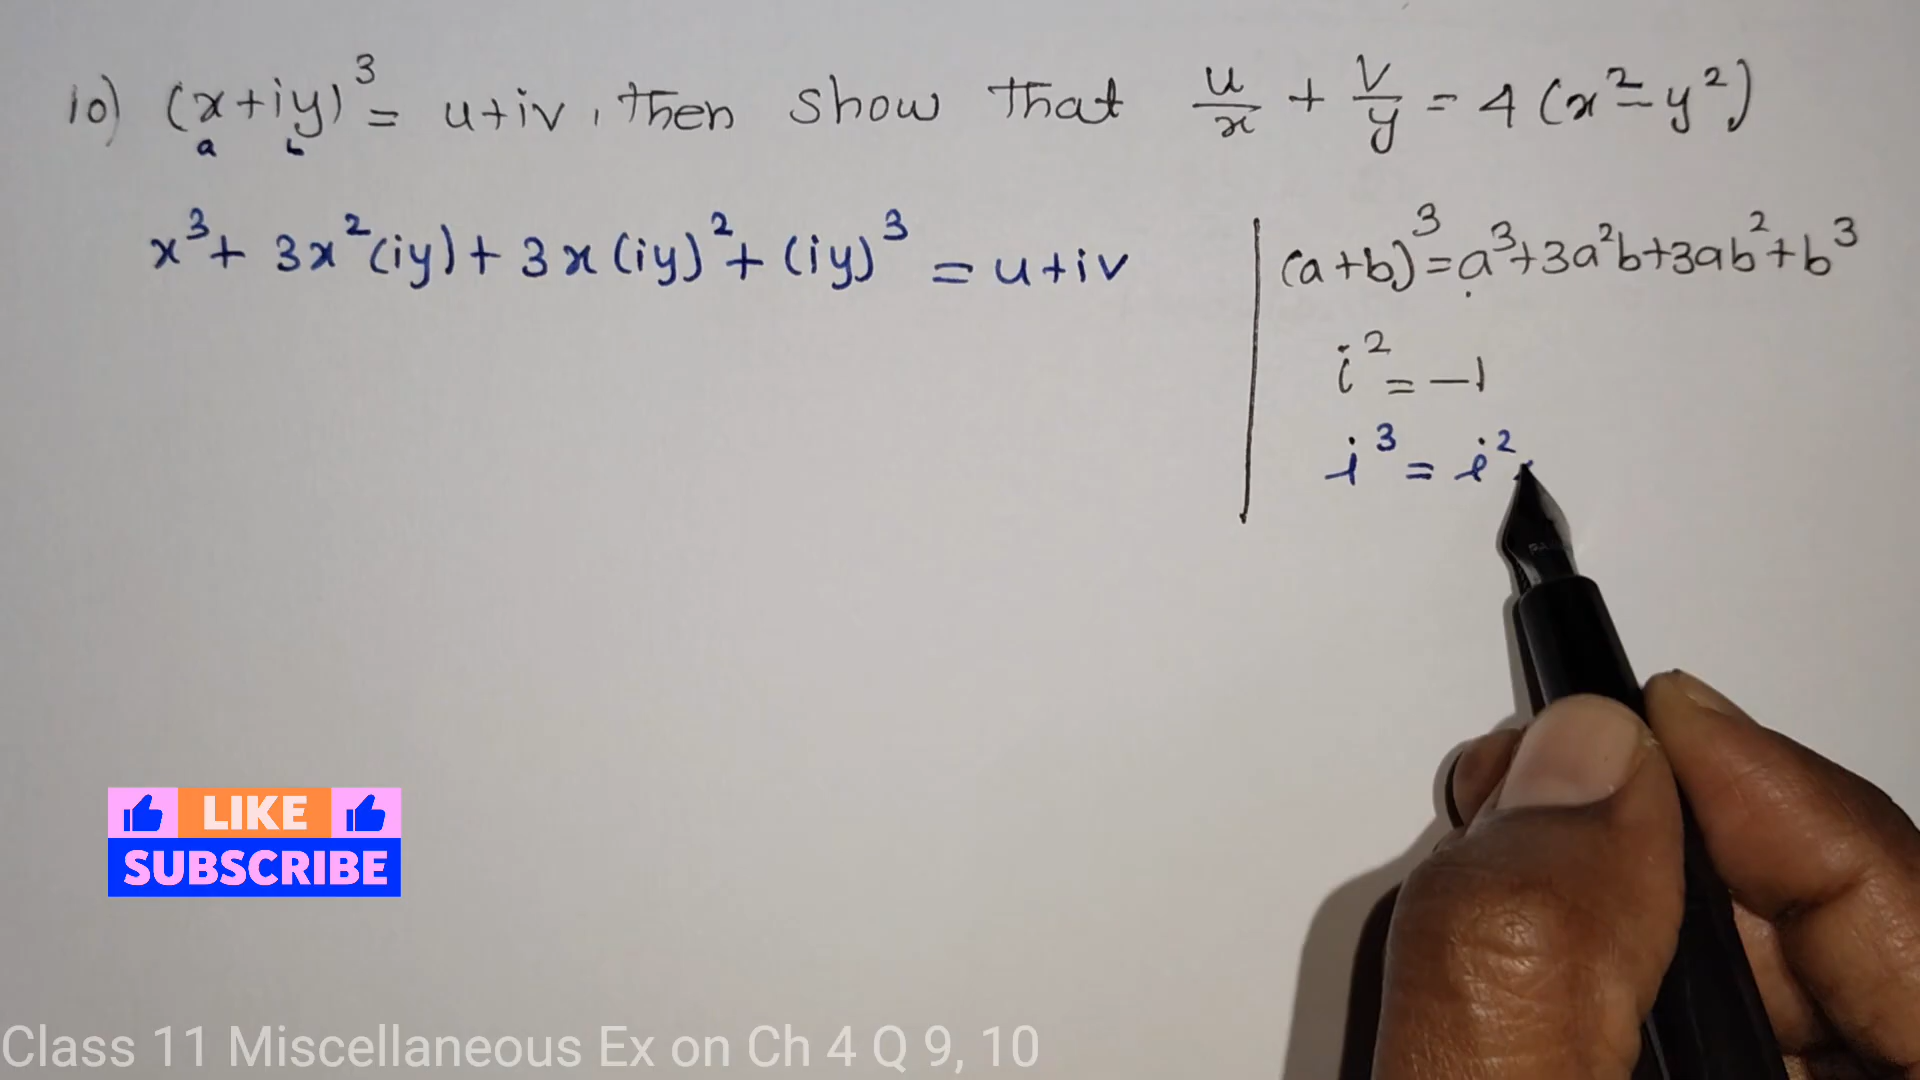 10) (x+iy)³ = u+iv, then show that u/x + v/y = 4(x²-y²)
a b
x³ + 3x²(iy) + 3x(iy)² + (iy)³ = u+iv
(a+b)³ = a³+3a²b+3ab²+b³
i² = -1
i³ = i²
LIKE
SUBSCRIBE
Class 11 Miscellaneous Ex on Ch 4 Q 9, 10